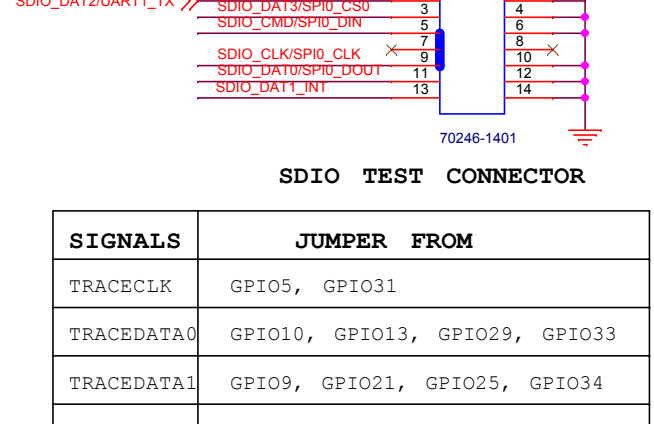 SDIO_DAT2/UART1_TX
SDIO_DAT3/SPI0_CS0 3 4
SDIO_CMD/SPI0_DIN 5 6
7 8
SDIO_CLK/SPI0_CLK 9 10
SDIO_DAT0/SPI0_DOUT 11 12
SDIO_DAT1_INT 13 14
70246-1401
SDIO TEST CONNECTOR
SIGNALS JUMPER FROM
TRACECLK GPIO5, GPIO31
TRACEDATA0 GPIO10, GPIO13, GPIO29, GPIO33
TRACEDATA1 GPIO9, GPIO21, GPIO25, GPIO34